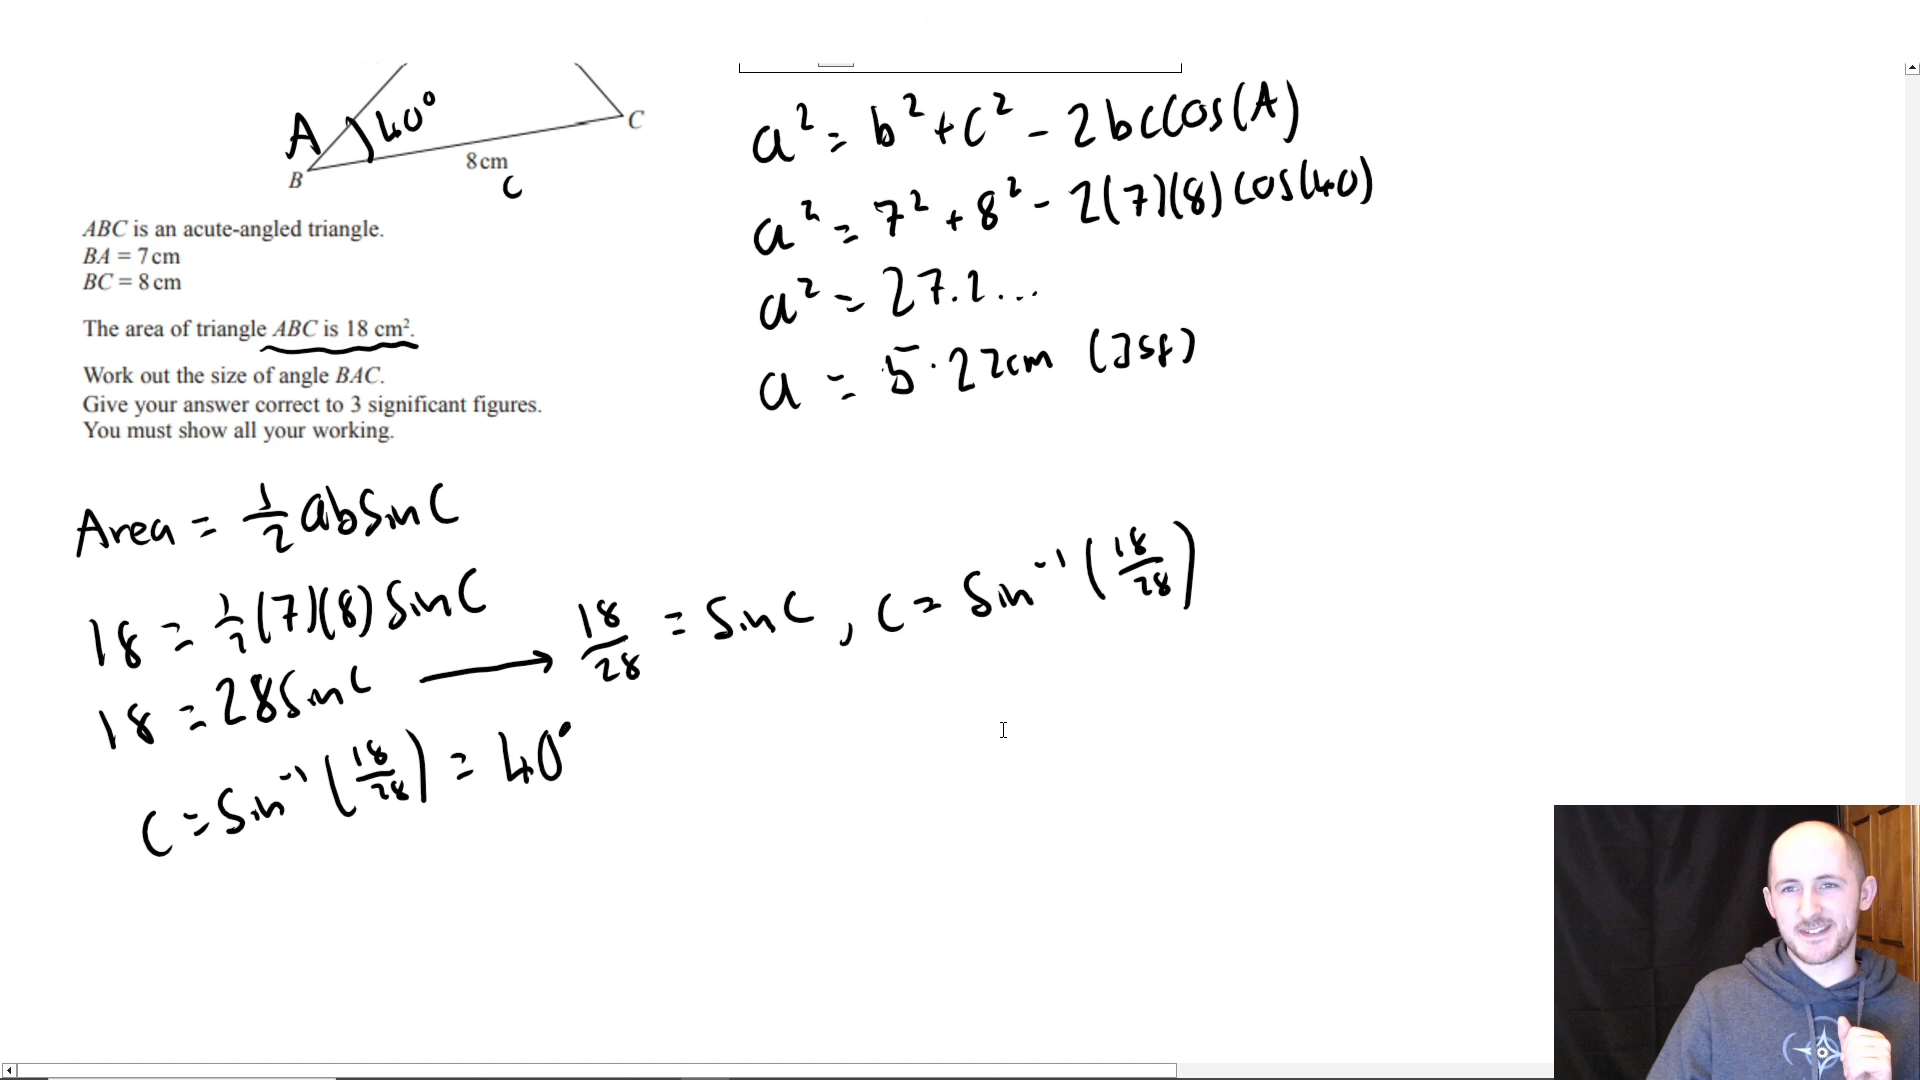 A 40°
B
8cm
C
C
ABC is an acute-angled triangle.
BA = 7cm
BC = 8cm
The area of triangle ABC is 18 cm².
Work out the size of angle BAC.
Give your answer correct to 3 significant figures.
You must show all your working.
a² = b² + c² - 2bcCos(A)
a² = 7² + 8² - 2(7)(8)cos(40)
a² = 27.2...
a = 5.22cm (3sf)
Area = 1/2 abSinC
18 = 1/2(7)(8)SinC
18 = 28SinC → 18/28 = SinC, C = Sin⁻¹(18/28)
C = Sin⁻¹(18/28) = 40°